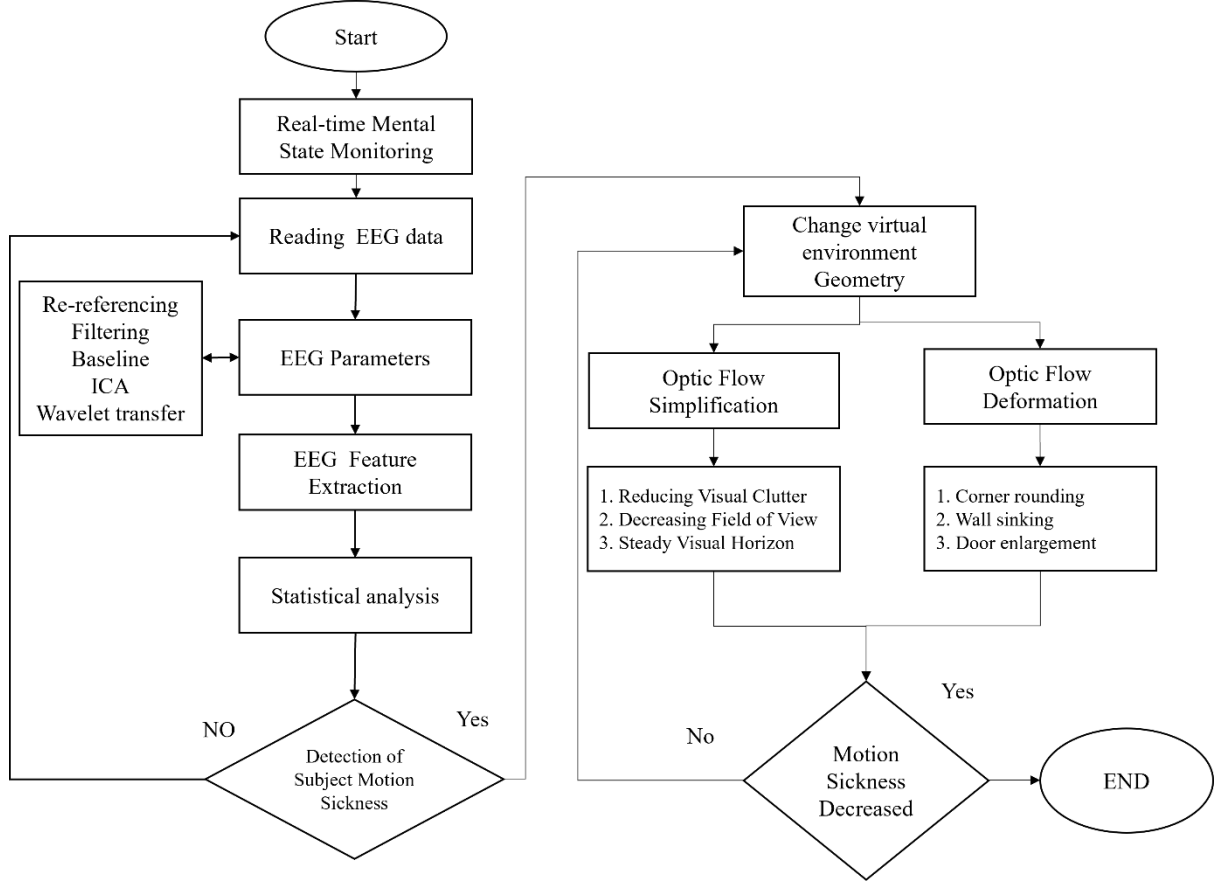 Start
Real-time Mental
State Monitoring
Reading EEG data
Re-referencing
Filtering
Baseline
ICA
Wavelet transfer
EEG Parameters
EEG Feature
Extraction
Statistical analysis
NO
Yes
Detection of
Subject Motion
Sickness
Change virtual
environment
Geometry
Optic Flow
Simplification
Optic Flow
Deformation
1. Reducing Visual Clutter
2. Decreasing Field of View
3. Steady Visual Horizon
1. Corner rounding
2. Wall sinking
3. Door enlargement
No
Yes
Motion
Sickness
Decreased
END